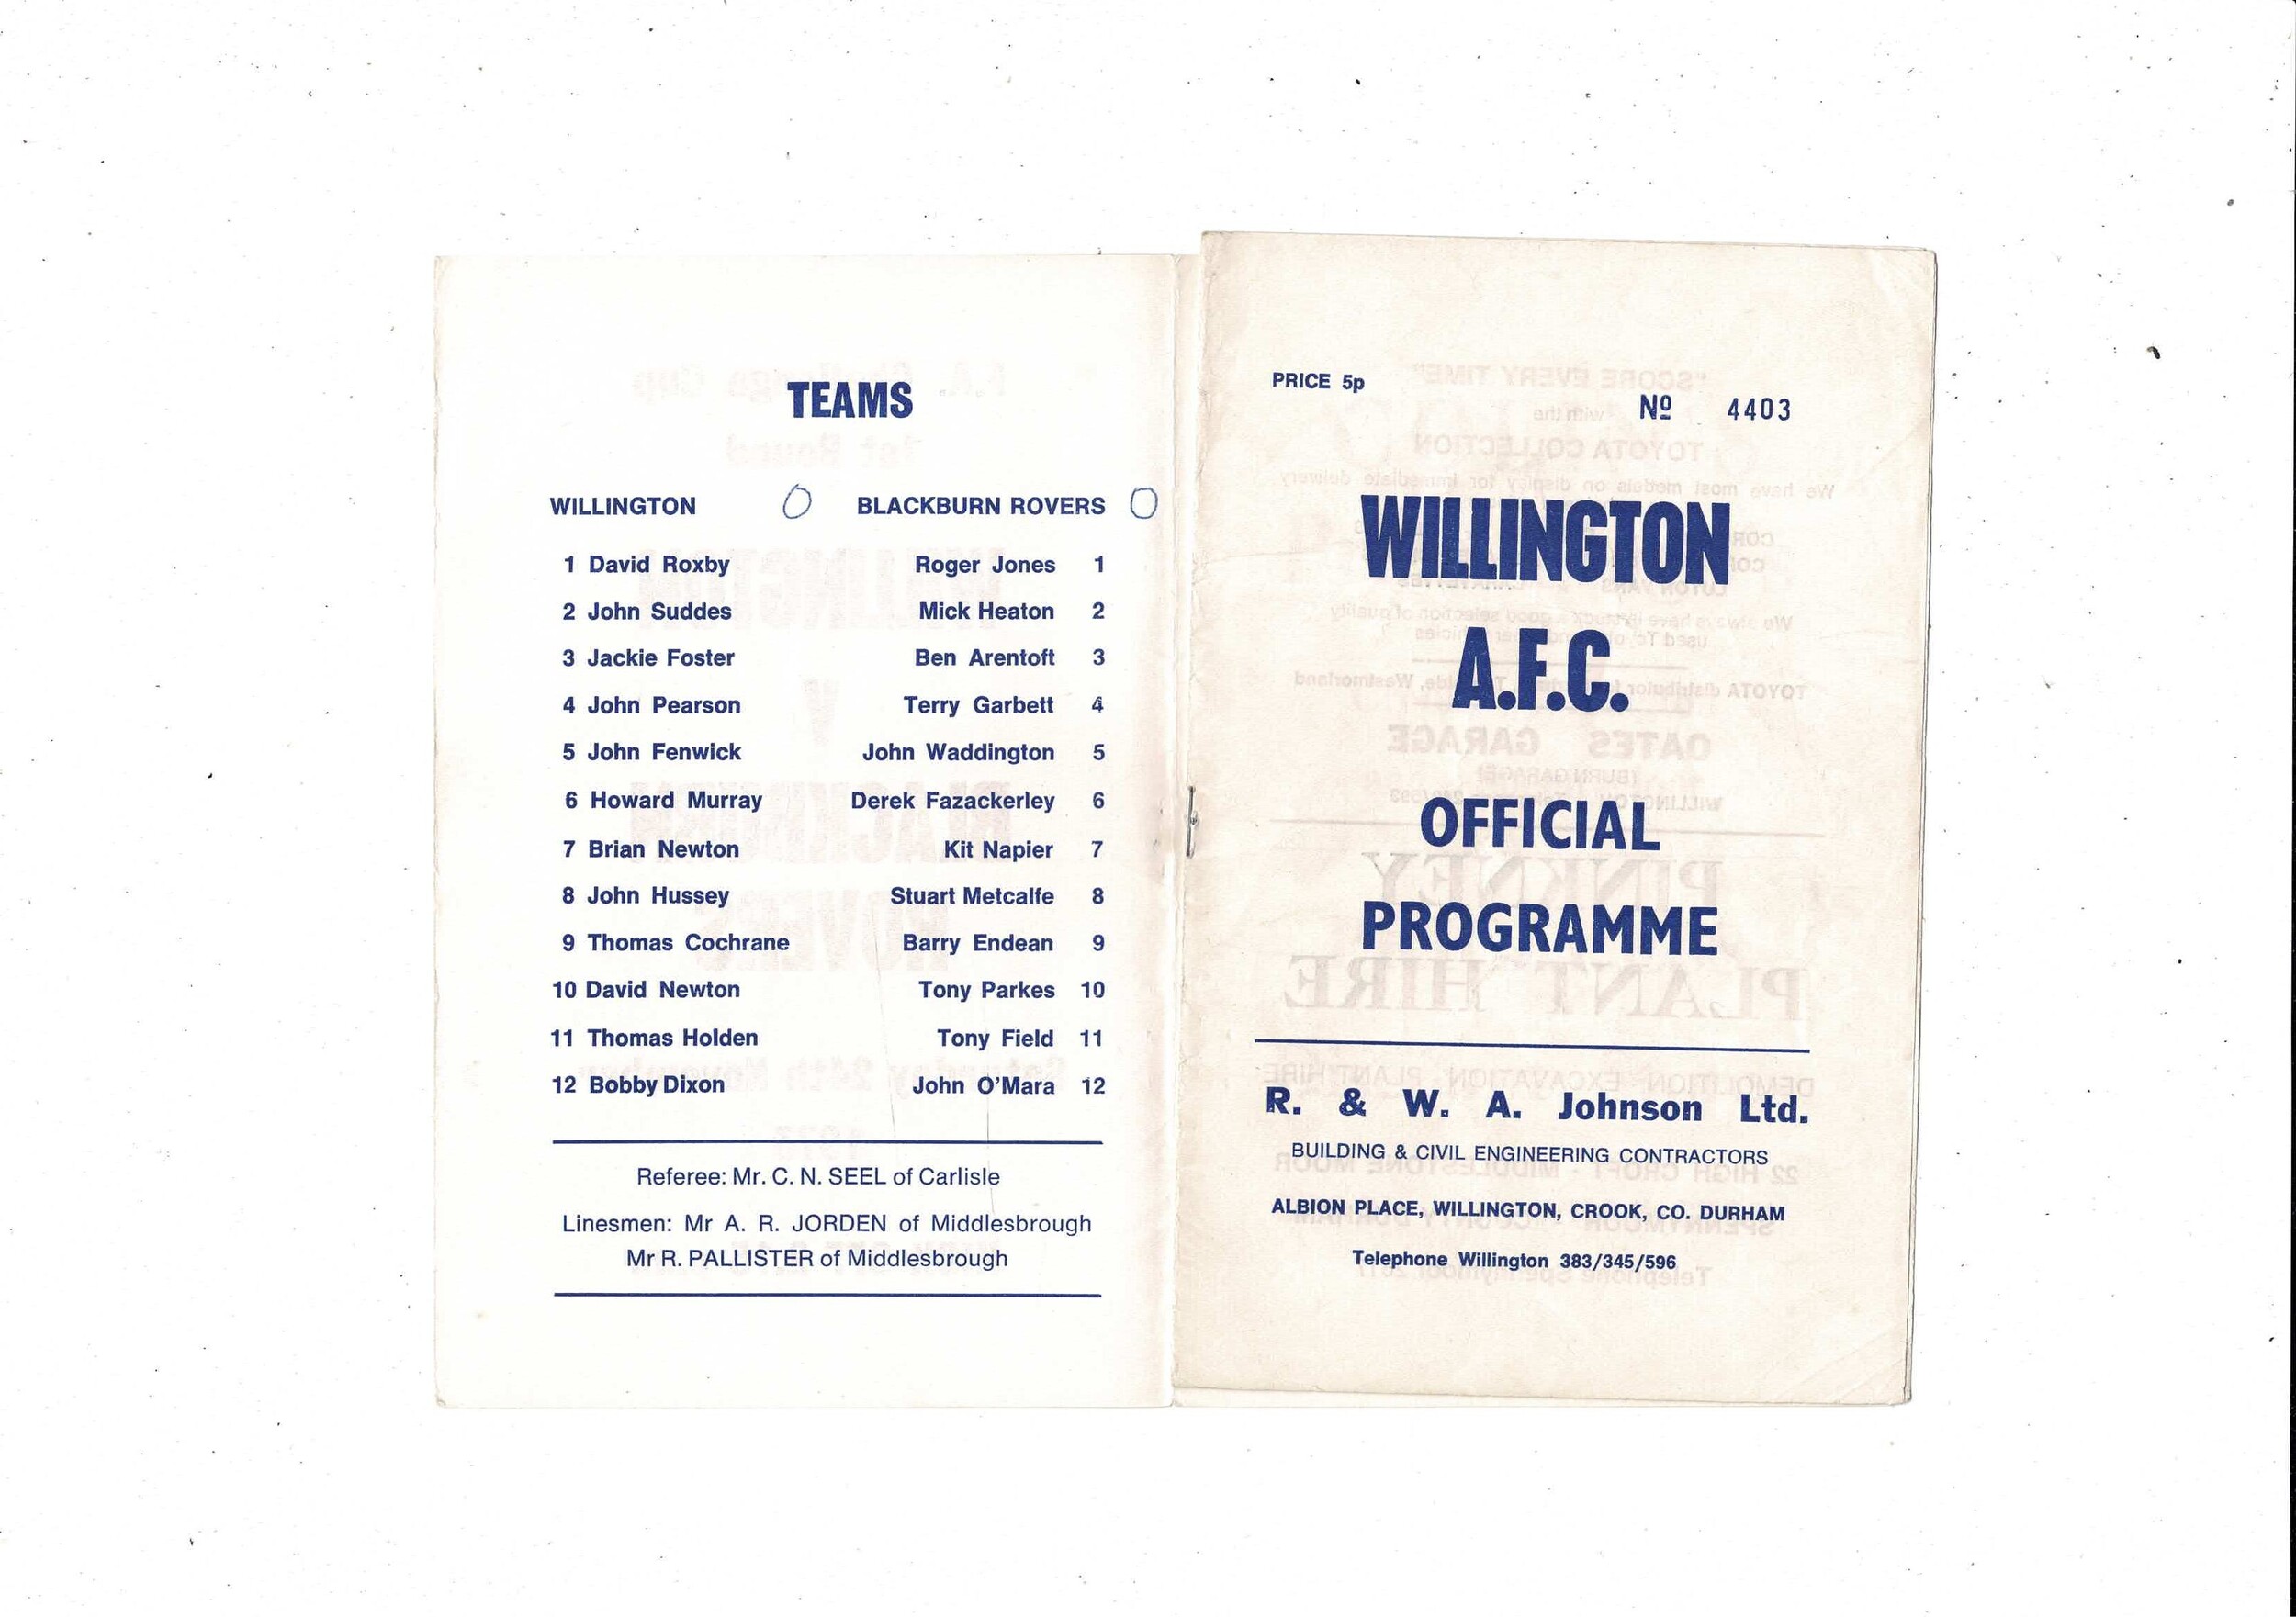 TEAMS
WILLINGTON 0 BLACKBURN ROVERS 0
1 David Roxby Roger Jones 1
2 John Suddes Mick Heaton 2
3 Jackie Foster Ben Arentoft 3
4 John Pearson Terry Garbett 4
5 John Fenwick John Waddington 5
6 Howard Murray Derek Fazackerley 6
7 Brian Newton Kit Napier 7
8 John Hussey Stuart Metcalfe 8
9 Thomas Cochrane Barry Endean 9
10 David Newton Tony Parkes 10
11 Thomas Holden Tony Field 11
12 Bobby Dixon John O'Mara 12
Referee: Mr. C. N. SEEL of Carlisle
Linesmen: Mr A. R. JORDEN of Middlesbrough
Mr R. PALLISTER of Middlesbrough
PRICE 5p
Nº 4403
WILLINGTON
A.F.C.
OFFICIAL
PROGRAMME
R. & W. A. Johnson Ltd.
BUILDING & CIVIL ENGINEERING CONTRACTORS
ALBION PLACE, WILLINGTON, CROOK, CO. DURHAM
Telephone Willington 383/345/596